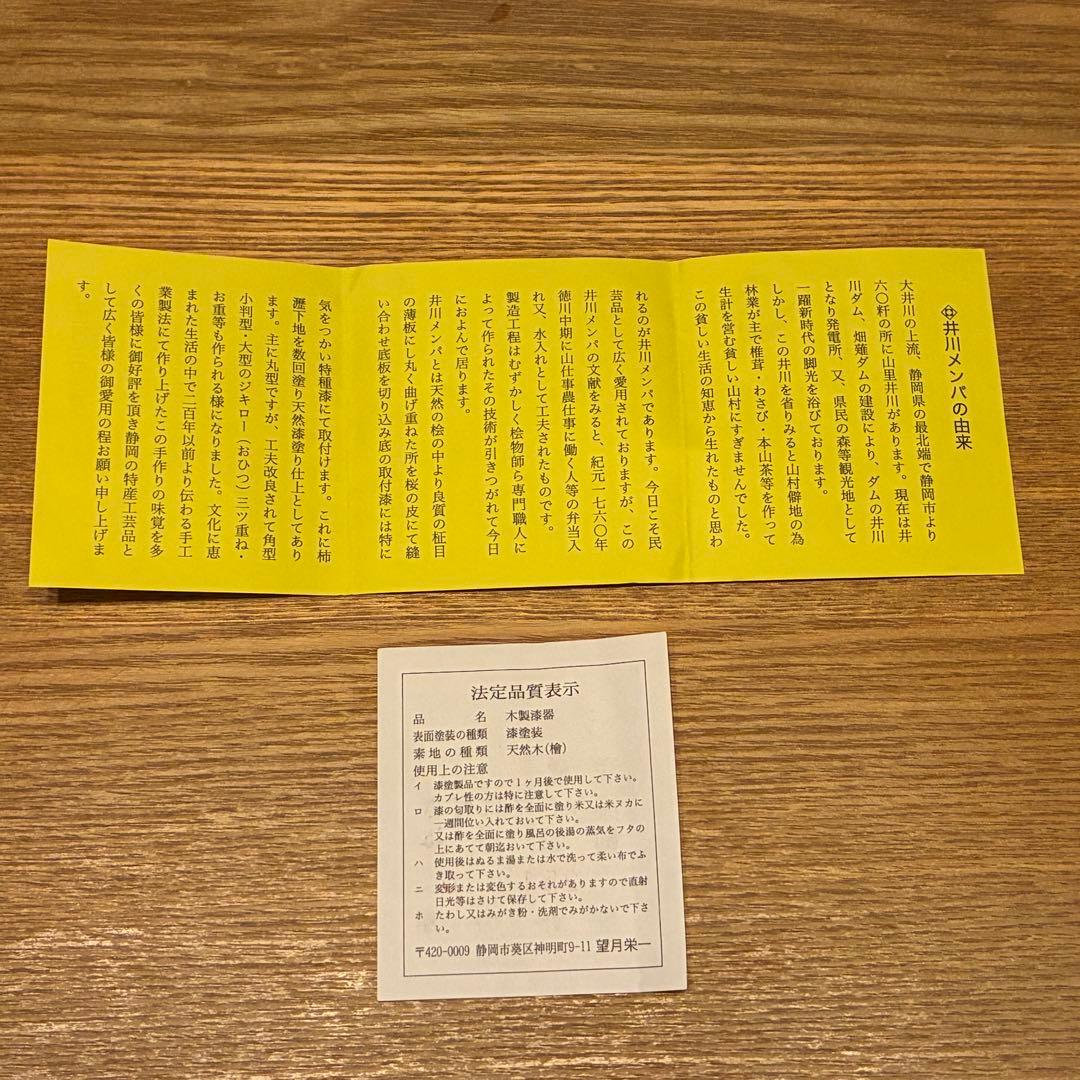 井川メンパの由来
大井川の上流、静岡県の最北端で静岡市より
六〇粁の所に山里井川があります。現在は井
川ダム、畑薙ダムの建設により、ダムの井川
となり発電所、又、県民の森等観光地として
一躍新時代の脚光を浴びております。
しかし、この井川を省りみると山村僻地の為
林業が主で椎茸・わさび・本山茶等を作って
生計を営む貧しい山村にすぎませんでした。
この貧しい生活の知恵から生れたものと思わ
れるのが井川メンパであります。今日こそ民
芸品として広く愛用されておりますが、この
井川メンパの文献をみると、紀元一七六〇年
徳川中期に山仕事農仕事に働く人等の弁当入
れ又、水入れとして工夫されたものです。
製造工程はむずかしく桧物師ら専門職人に
よって作られたその技術が引きつがれて今日
におよんで居ります。
井川メンパとは天然の桧の中より良質の柾目
の薄板にし丸く曲げ重ねた所を桜の皮にて縫
い合わせ底板を切り込み底の取付漆には特に
気をつかい特種漆にて取付けます。これに柿
瀝下地を数回塗り天然漆塗り仕上としてあり
ます。主に丸型ですが、工夫改良されて角型
小判型・大型のジキロー(おひつ)三ツ重ね・
お重等も作られる様になりました。文化に恵
まれた生活の中で二百年以前より伝わる手工
業製法にて作り上げたこの手作りの味覚を多
くの皆様に御好評を頂き静岡の特産工芸品と
して広く皆様の御愛用の程お願い申し上げま
す。
法定品質表示
品名 木製漆器
表面塗装の種類 漆塗装
素地の種類 天然木(檜)
使用上の注意
イ 漆塗製品ですので1ヶ月後で使用して下さい。
カブレ性の方は特に注意して下さい。
ロ 漆の匂取りには酢を全面に塗り米又は米ヌカに
一週間位い入れておいて下さい。
又は酢を全面に塗り風呂の後湯の蒸気をフタの
上にあてて朝迄おいて下さい。
ハ 使用後はぬるま湯または水で洗って柔い布でふ
き取って下さい。
ニ 変形または変色するおそれがありますので直射
日光等はさけて保存して下さい。
ホ たわし又はみがき粉・洗剤でみがかないで下さ
い。
〒420-0009 静岡市葵区神明町9-11 望月栄一